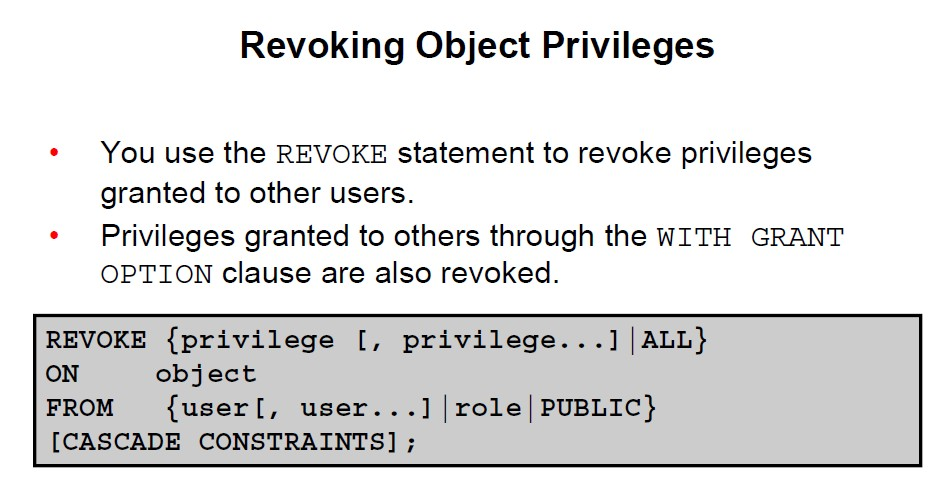 Revoking Object Privileges
• You use the REVOKE statement to revoke privileges
granted to other users.
• Privileges granted to others through the WITH GRANT
OPTION clause are also revoked.
REVOKE {privilege [, privilege...]|ALL}
ON object
FROM {user[, user...]|role|PUBLIC}
[CASCADE CONSTRAINTS];